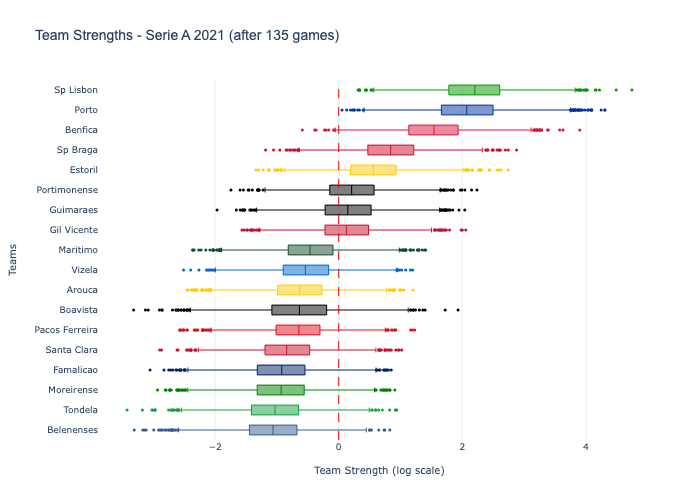 Team Strengths - Serie A 2021 (after 135 games)
Sp Lisbon
Porto
Benfica
Sp Braga
Estoril
Portimonense
Guimaraes
Gil Vicente
Maritimo
Vizela
Arouca
Boavista
Pacos Ferreira
Santa Clara
Famalicao
Moreirense
Tondela
Belenenses
Teams
−2 0 2 4
Team Strength (log scale)